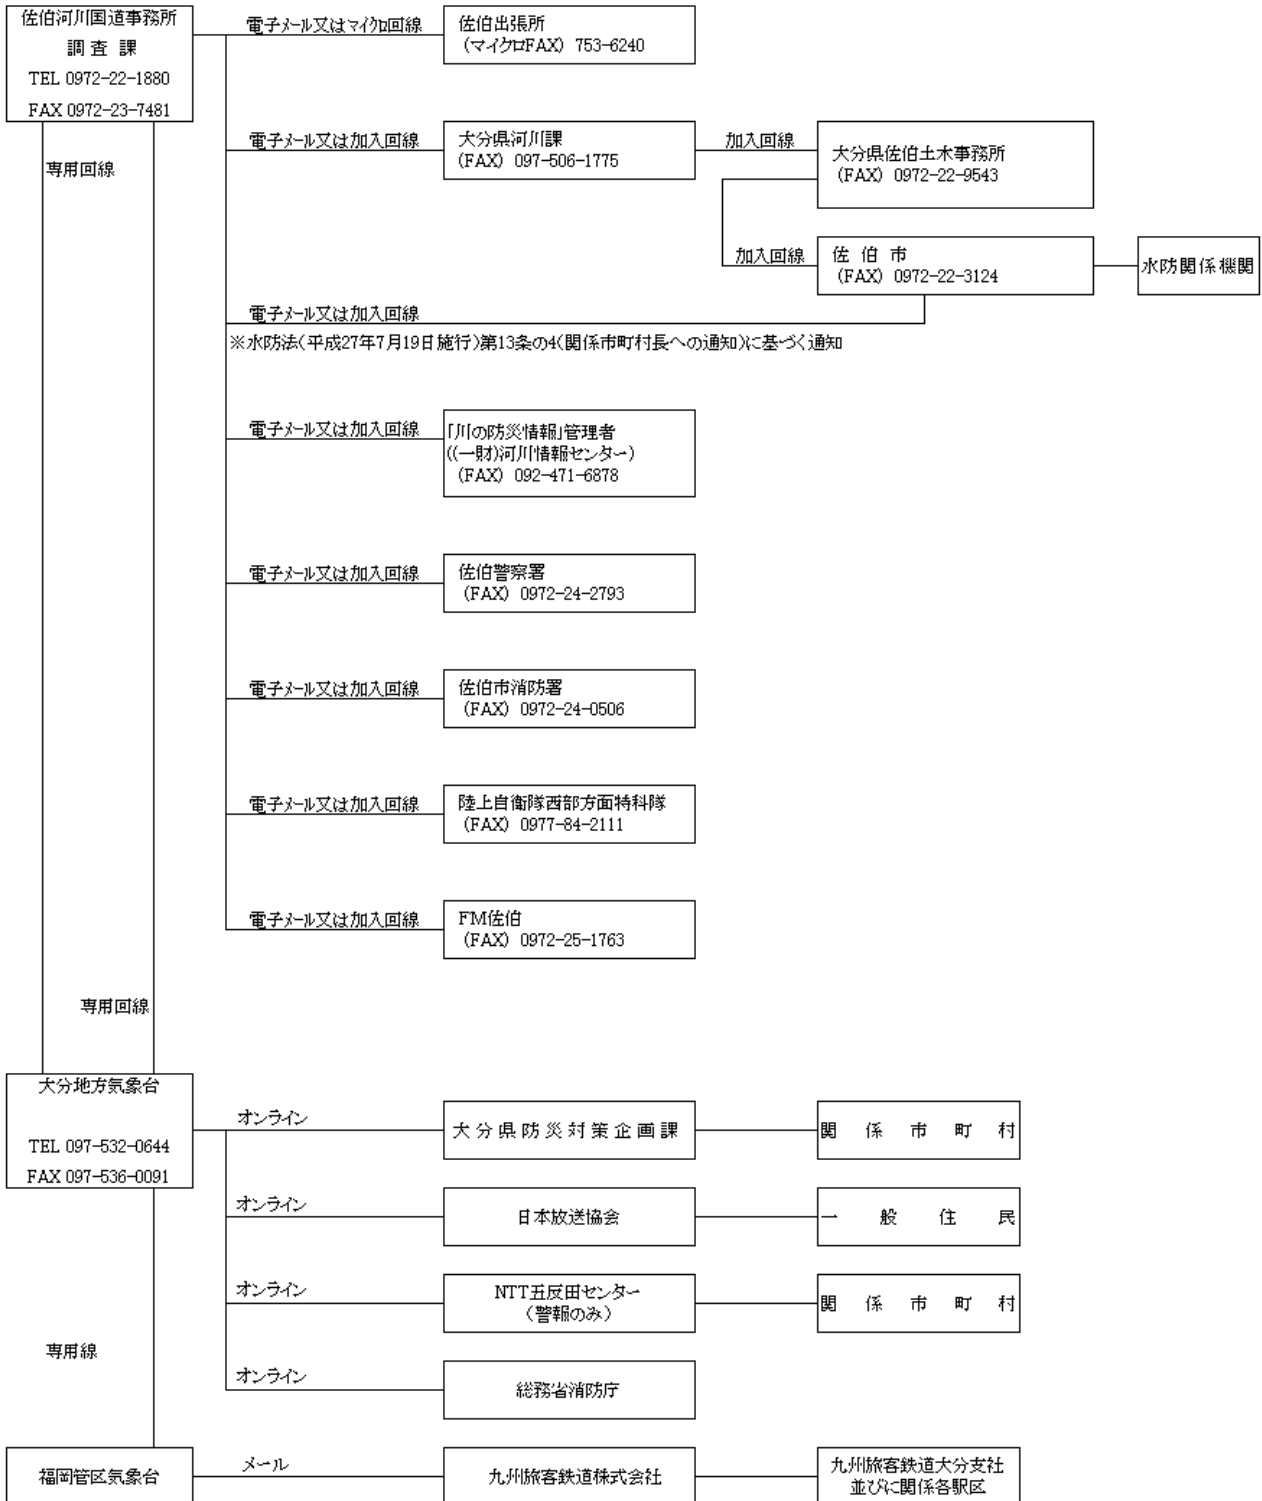 佐伯河川国道事務所
調査課
TEL 0972-22-1880
FAX 0972-23-7481
電子メール又はマイクロ回線
佐伯出張所
(マイクロFAX) 753-6240
専用回線
電子メール又は加入回線
大分県河川課
(FAX) 097-506-1775
加入回線
大分県佐伯土木事務所
(FAX) 0972-22-9543
加入回線
佐伯市
(FAX) 0972-22-3124
水防関係機関
電子メール又は加入回線
※水防法(平成27年7月19日施行)第13条の4(関係市町村長への通知)に基づく通知
電子メール又は加入回線
「川の防災情報」管理者
((一財)河川情報センター)
(FAX) 092-471-6878
電子メール又は加入回線
佐伯警察署
(FAX) 0972-24-2793
電子メール又は加入回線
佐伯市消防署
(FAX) 0972-24-0506
電子メール又は加入回線
陸上自衛隊西部方面特科隊
(FAX) 0977-84-2111
電子メール又は加入回線
FM佐伯
(FAX) 0972-25-1763
専用回線
大分地方気象台
TEL 097-532-0644
FAX 097-536-0091
オンライン
大分県防災対策企画課
関係市町村
オンライン
日本放送協会
一般住民
オンライン
NTT五反田センター
(警報のみ)
関係市町村
専用線
オンライン
総務省消防庁
福岡管区気象台
メール
九州旅客鉄道株式会社
九州旅客鉄道大分支社
並びに関係各駅区